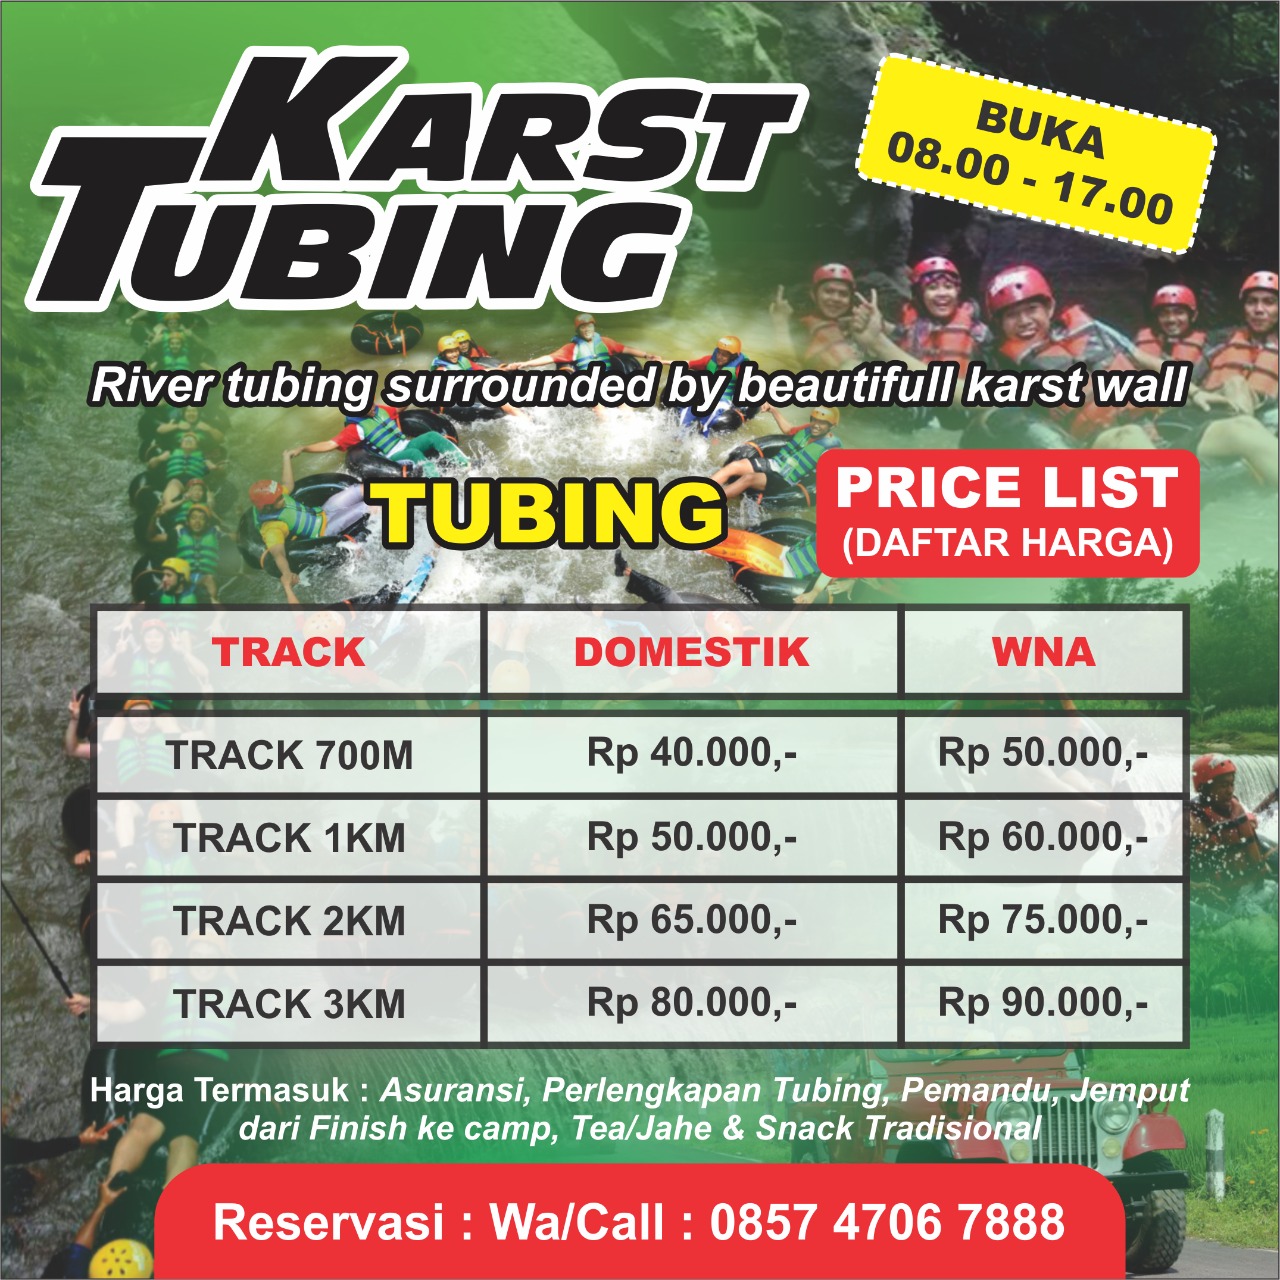 KARST
TUBING
BUKA
08.00 - 17.00
River tubing surrounded by beautifull karst wall
TUBING
PRICE LIST
(DAFTAR HARGA)
TRACK DOMESTIK WNA
TRACK 700M Rp 40.000,- Rp 50.000,-
TRACK 1KM Rp 50.000,- Rp 60.000,-
TRACK 2KM Rp 65.000,- Rp 75.000,-
TRACK 3KM Rp 80.000,- Rp 90.000,-
Harga Termasuk : Asuransi, Perlengkapan Tubing, Pemandu, Jemput
dari Finish ke camp, Tea/Jahe & Snack Tradisional
Reservasi : Wa/Call : 0857 4706 7888